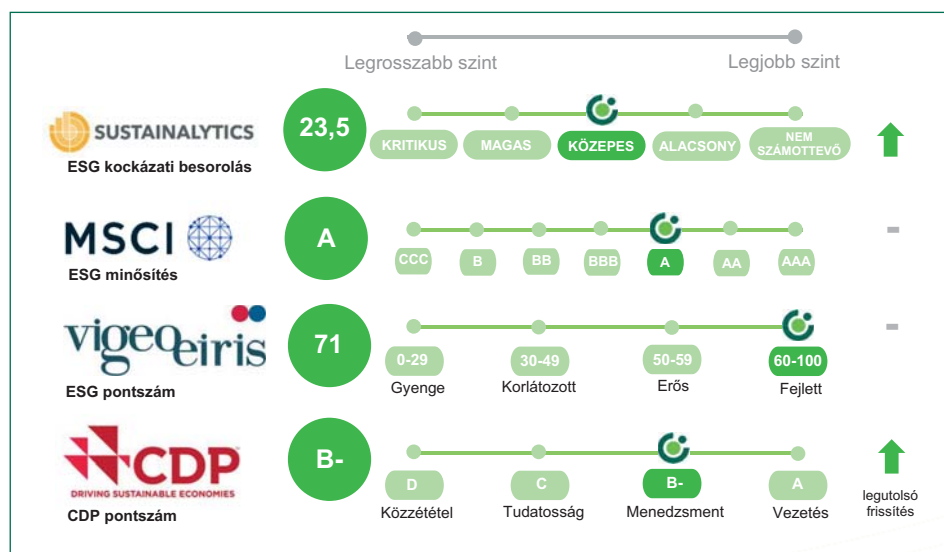 Legrosszabb szint
Legjobb szint
SUSTAINALYTICS
ESG kockázati besorolás
23,5
KRITIKUS
MAGAS
KÖZEPES
ALACSONY
NEM
SZÁMOTTEVŐ
MSCI
ESG minősítés
A
CCC
B
BB
BBB
A
AA
AAA
-
vigeoeiris
ESG pontszám
71
0-29
30-49
50-59
60-100
Gyenge
Korlátozott
Erős
Fejlett
-
CDP
DRIVING SUSTAINABLE ECONOMIES
CDP pontszám
B-
D
C
B-
A
Közzététel
Tudatosság
Menedzsment
Vezetés
legutolsó
frissítés